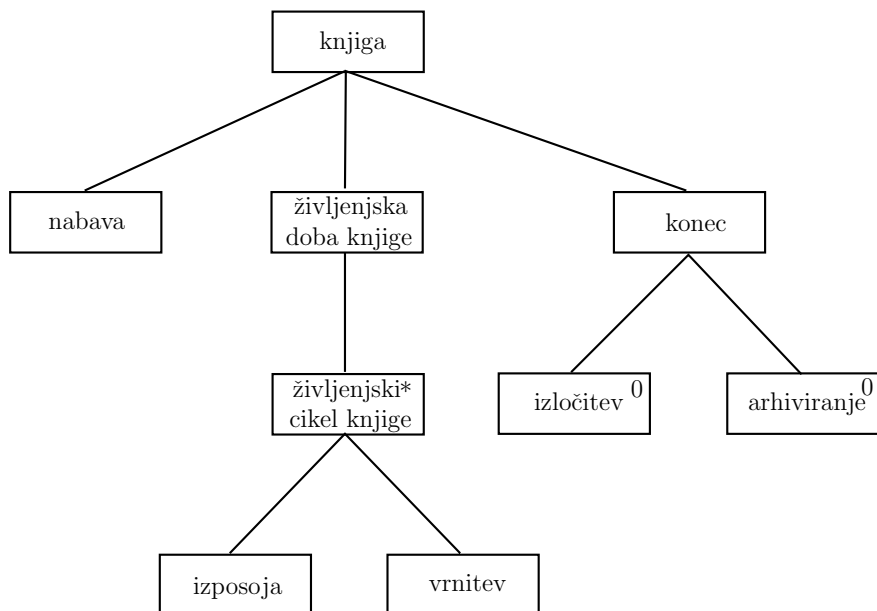 knjiga
nabava
življenjska
doba knjige
konec
življenjski*
cikel knjige
izločitev 0
arhiviranje 0
izposoja
vrnitev